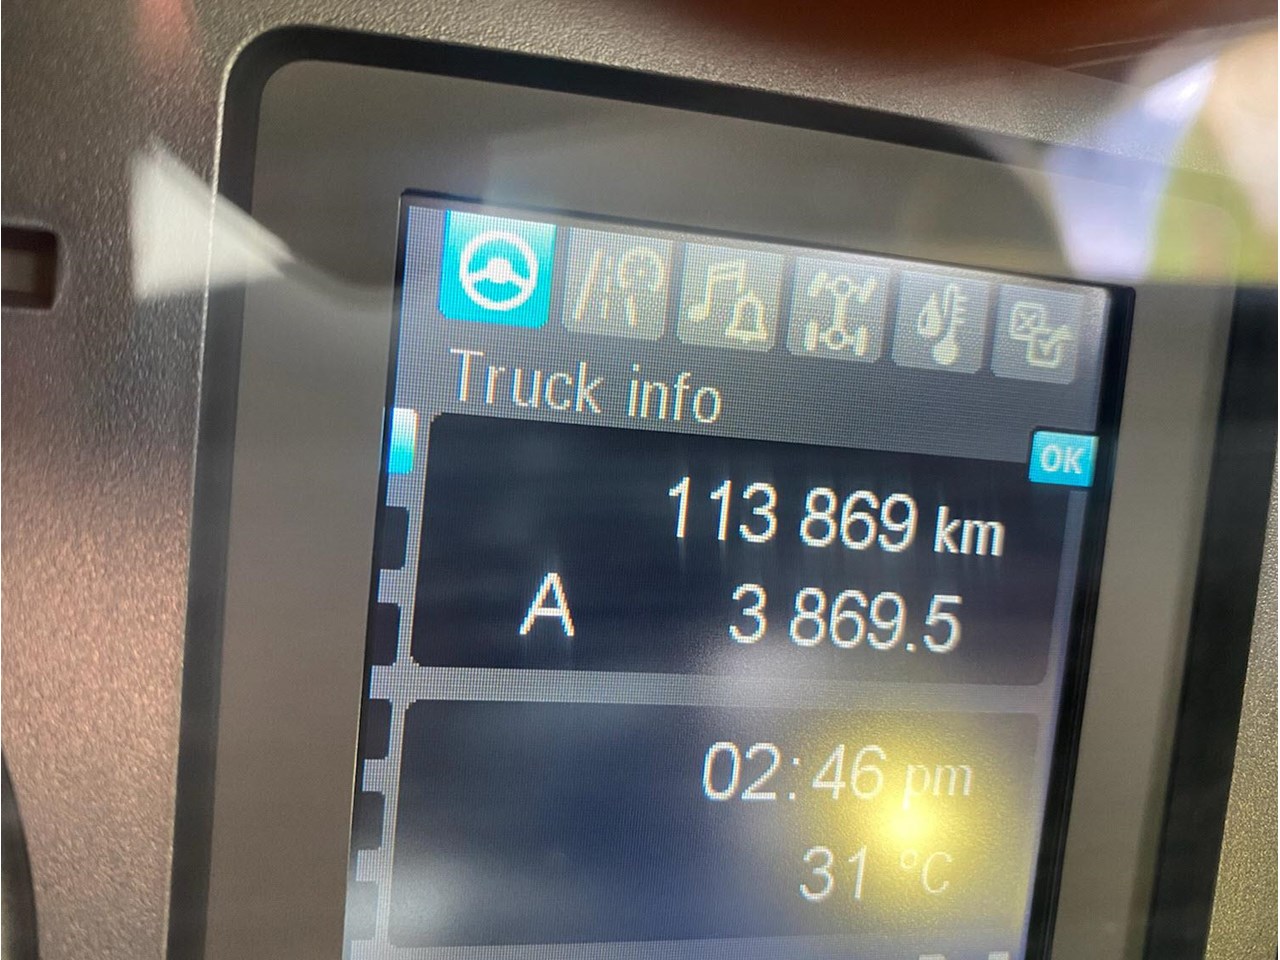 Truck info
OK
113 869 km
A 3 869.5
02:46 pm
31 °C